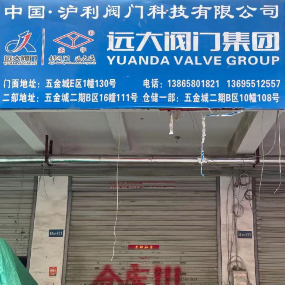 中国·沪利阀门科技有限公司
远大阀门集团
YUANDA VALVE GROUP
门面地址：五金城E区1幢130号 电话：13865801821 13695512557
二部地址：五金城二期B区16幢111号 仓储一部：五金城二期B区10幢108号
仓库